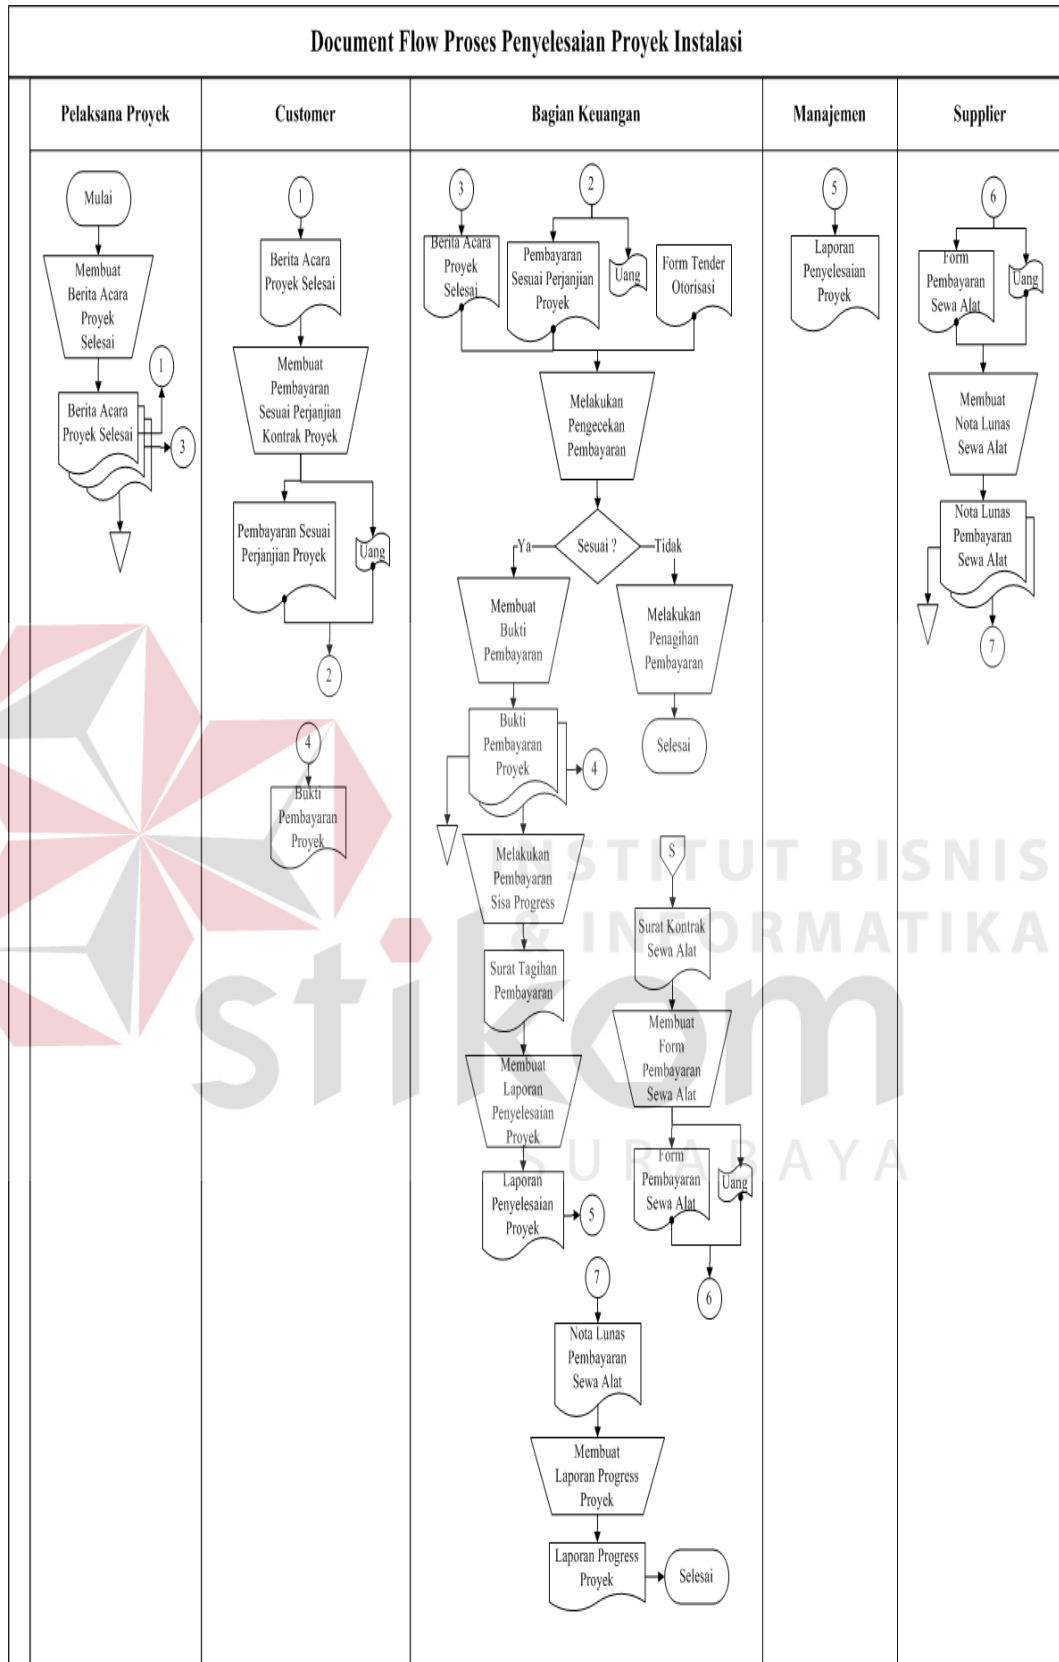 Document Flow Proses Penyelesaian Proyek Instalasi
Pelaksana Proyek
Customer
Bagian Keuangan
Manajemen
Supplier
Mulai
Membuat
Berita Acara
Proyek
Selesai
Berita Acara
Proyek Selesai
1
3
1
Berita Acara
Proyek Selesai
Membuat
Pembayaran
Sesuai Perjanjian
Kontrak Proyek
Pembayaran Sesuai
Perjanjian Proyek
Uang
2
4
Bukti
Pembayaran
Proyek
3
Berita Acara
Proyek
Selesai
2
Pembayaran
Sesuai Perjanjian
Proyek
Uang
Form Tender
Otorisasi
Melakukan
Pengecekan
Pembayaran
Sesuai ?
Ya
Tidak
Membuat
Bukti
Pembayaran
Melakukan
Penagihan
Pembayaran
Bukti
Pembayaran
Proyek
4
Selesai
Melakukan
Pembayaran
Sisa Progress
Surat Tagihan
Pembayaran
Membuat
Laporan
Penyelesaian
Proyek
Laporan
Penyelesaian
Proyek
5
S
Surat Kontrak
Sewa Alat
Membuat
Form
Pembayaran
Sewa Alat
Form
Pembayaran
Sewa Alat
Uang
6
7
Nota Lunas
Pembayaran
Sewa Alat
Membuat
Laporan Progress
Proyek
Laporan Progress
Proyek
Selesai
5
Laporan
Penyelesaian
Proyek
6
Form
Pembayaran
Sewa Alat
Uang
Membuat
Nota Lunas
Sewa Alat
Nota Lunas
Pembayaran
Sewa Alat
7
INSTITUT BISNIS
& INFORMATIKA
stikom
SURABAYA